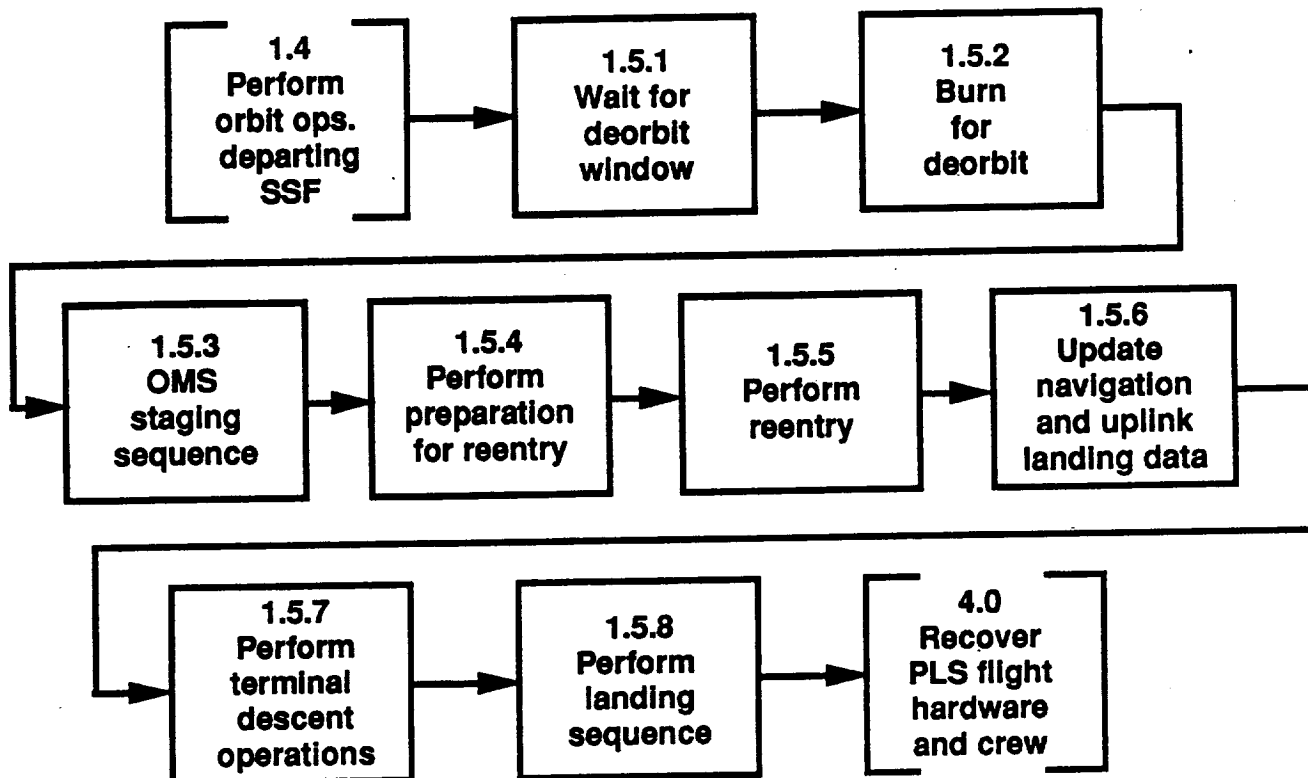 1.4
Perform
orbit ops.
departing
SSF
1.5.1
Wait for
deorbit
window
1.5.2
Burn
for
deorbit
1.5.3
OMS
staging
sequence
1.5.4
Perform
preparation
for reentry
1.5.5
Perform
reentry
1.5.6
Update
navigation
and uplink
landing data
1.5.7
Perform
terminal
descent
operations
1.5.8
Perform
landing
sequence
4.0
Recover
PLS flight
hardware
and crew